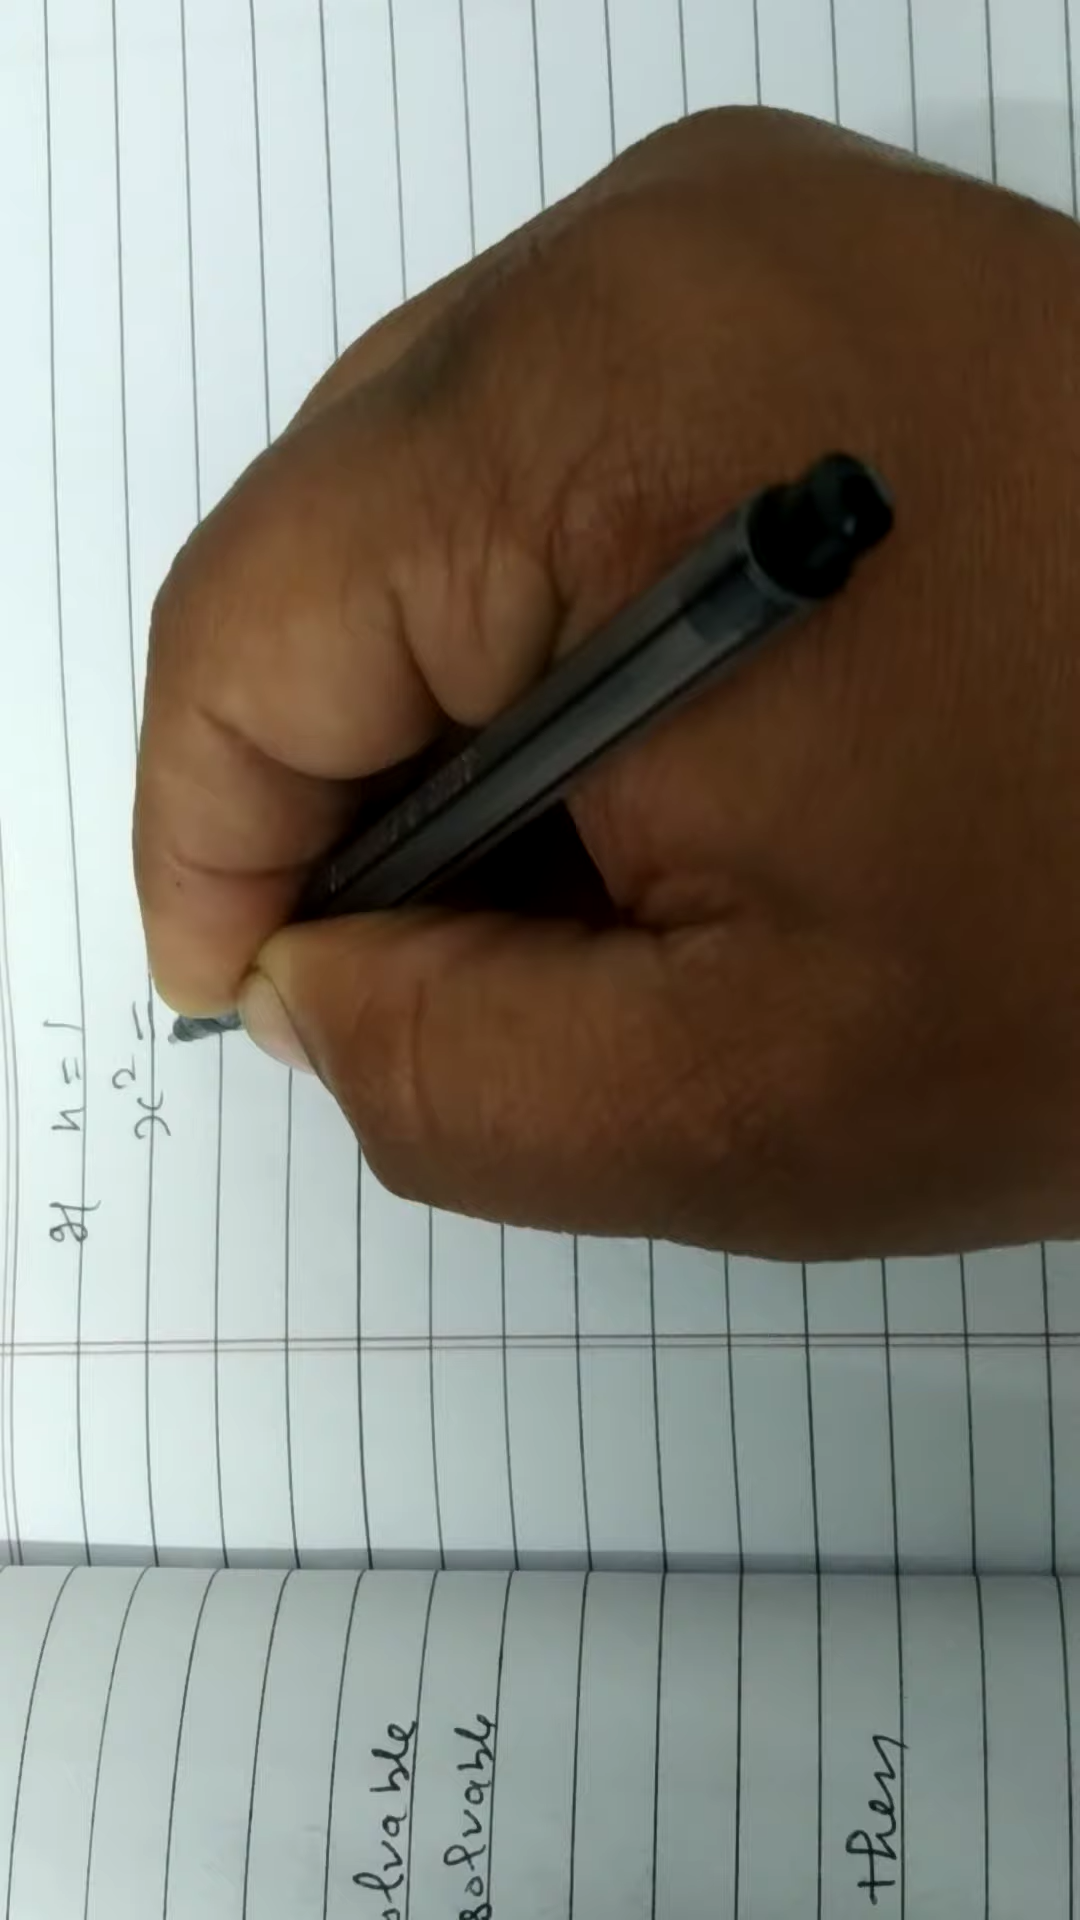 If n = 1
x² =
olvable
solvable
then